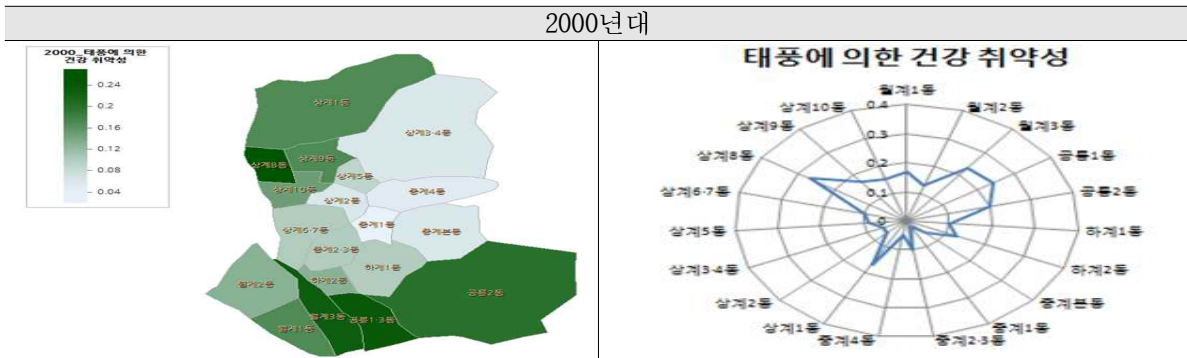 2000년대
2000_태풍에 의한
건강 취약성
0.24
0.2
0.16
0.12
0.08
0.04
상계1동
상계3·4동
상계8동
상계9동
상계5동
상계10동
상계2동
중계4동
상계6·7동
중계1동
중계본동
중계2·3동
하계1동
월계2동
하계2동
공릉2동
월계3동
공릉1·3동
월계1동
태풍에 의한 건강 취약성
월계1동
월계2동
월계3동
공릉1동
공릉2동
하계1동
하계2동
중계본동
중계1동
중계2·3동
중계4동
상계1동
상계2동
상계3·4동
상계5동
상계6·7동
상계8동
상계9동
상계10동
0.4
0.3
0.2
0.1
0